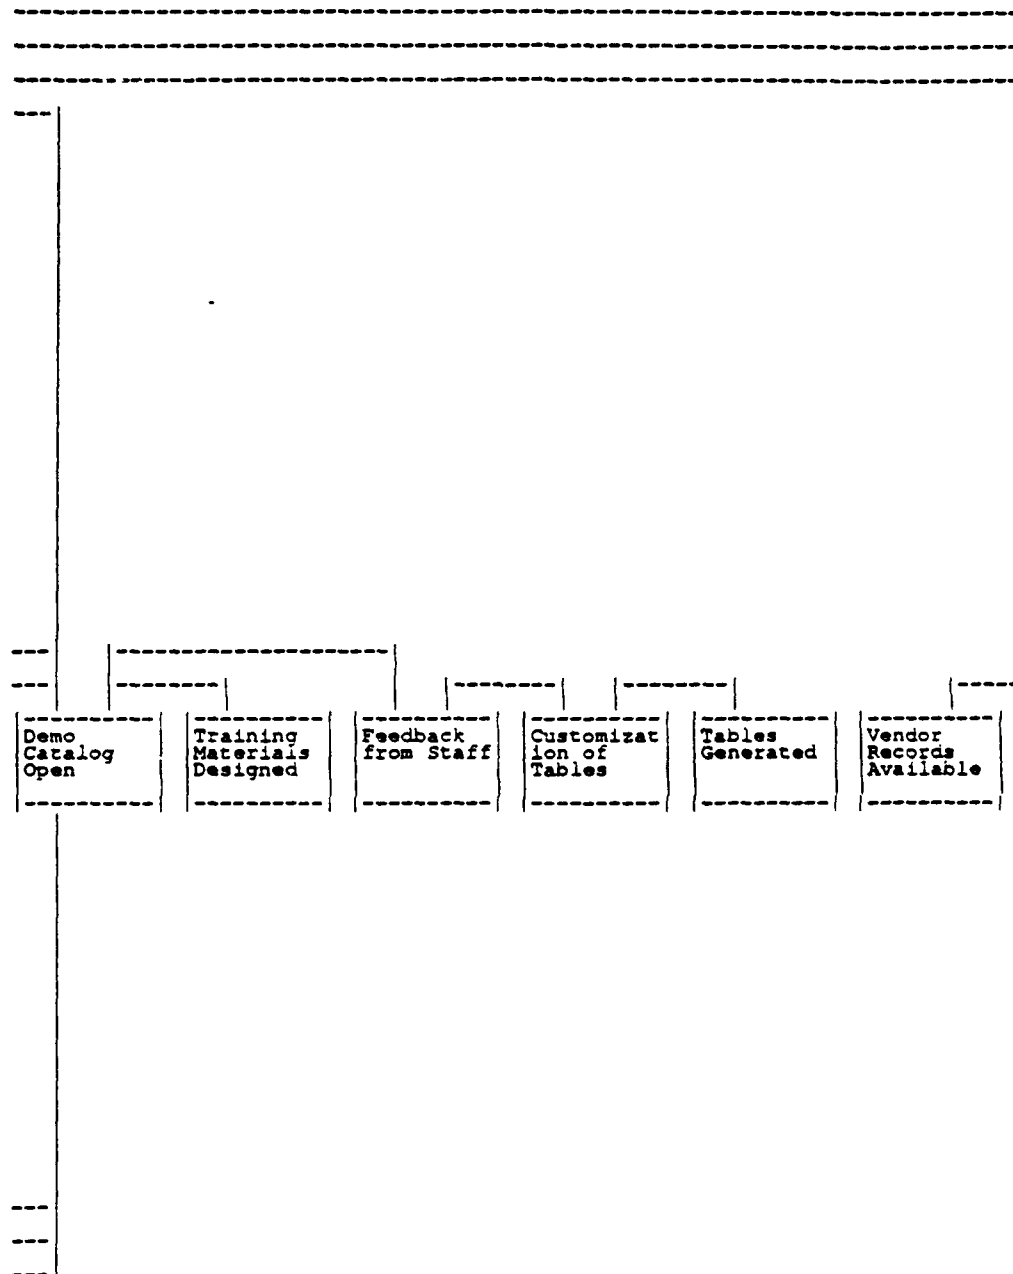 Demo
Catalog
Open
Training
Materials
Designed
Feedback
from Staff
Customizat
ion of
Tables
Tables
Generated
Vendor
Records
Available